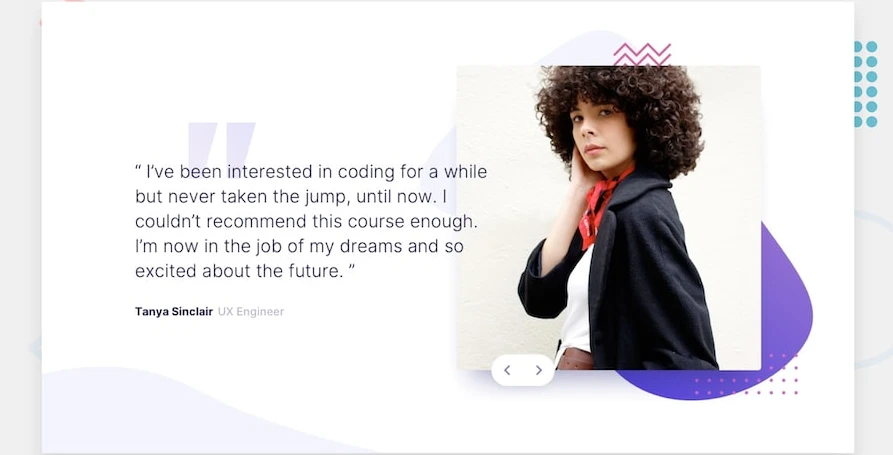 “ I’ve been interested in coding for a while
but never taken the jump, until now. I
couldn’t recommend this course enough.
I’m now in the job of my dreams and so
excited about the future. ”
Tanya Sinclair UX Engineer